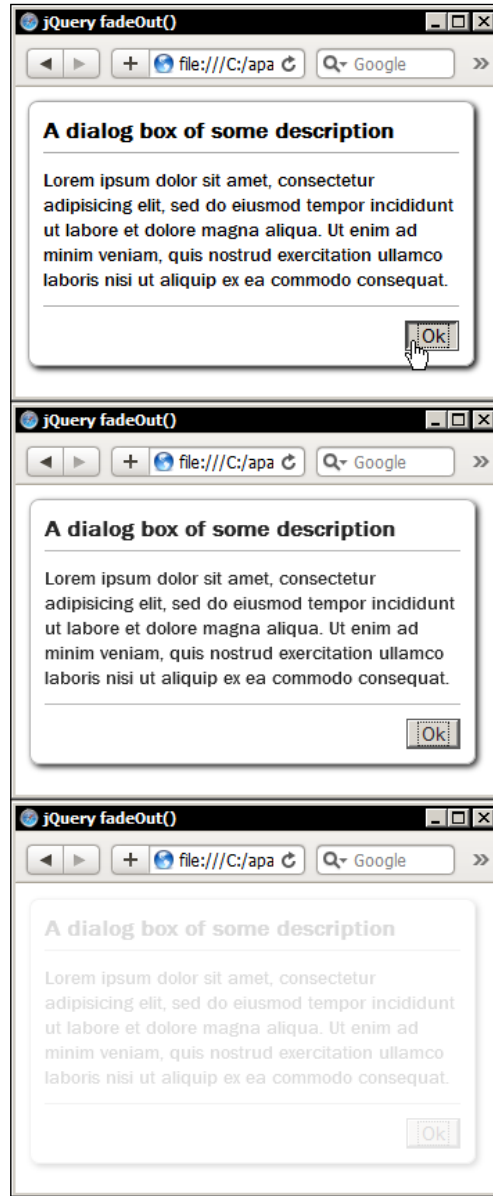 jQuery fadeOut()
file:///C:/apa Google
A dialog box of some description
Lorem ipsum dolor sit amet, consectetur
adipisicing elit, sed do eiusmod tempor incididunt
ut labore et dolore magna aliqua. Ut enim ad
minim veniam, quis nostrud exercitation ullamco
laboris nisi ut aliquip ex ea commodo consequat.
Ok
jQuery fadeOut()
file:///C:/apa Google
A dialog box of some description
Lorem ipsum dolor sit amet, consectetur
adipisicing elit, sed do eiusmod tempor incididunt
ut labore et dolore magna aliqua. Ut enim ad
minim veniam, quis nostrud exercitation ullamco
laboris nisi ut aliquip ex ea commodo consequat.
Ok
jQuery fadeOut()
file:///C:/apa Google
A dialog box of some description
Lorem ipsum dolor sit amet, consectetur
adipisicing elit, sed do eiusmod tempor incididunt
ut labore et dolore magna aliqua. Ut enim ad
minim veniam, quis nostrud exercitation ullamco
laboris nisi ut aliquip ex ea commodo consequat.
Ok